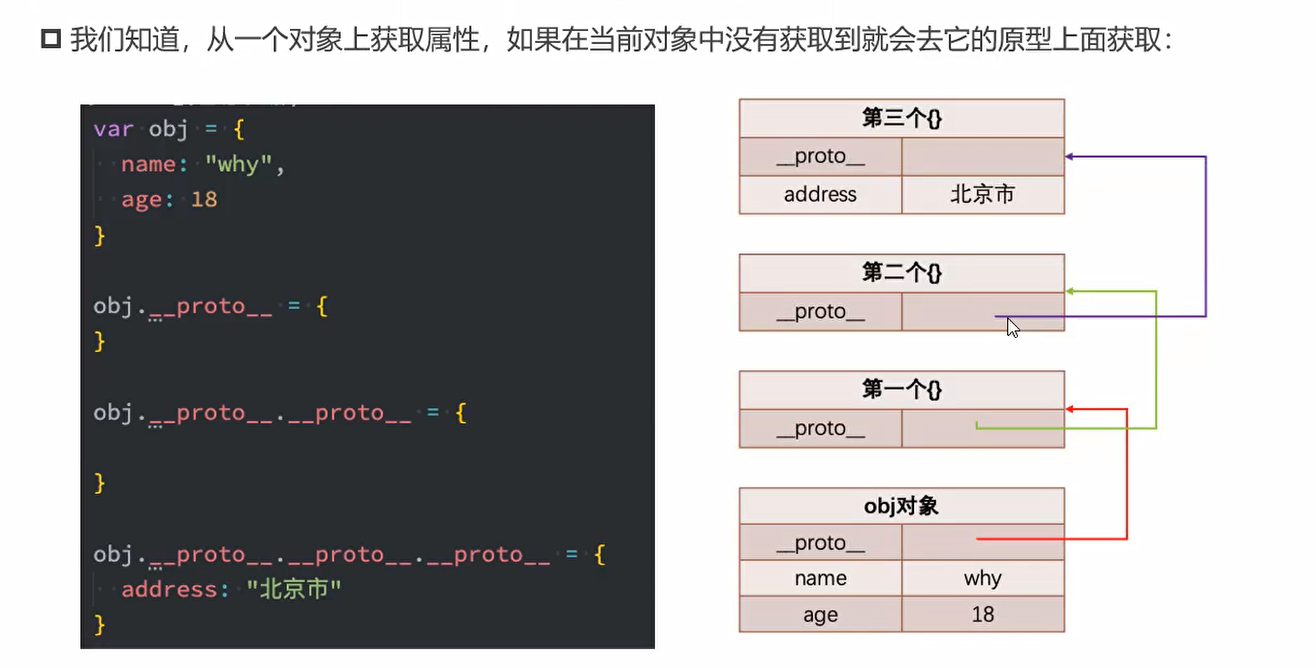 我们知道，从一个对象上获取属性，如果在当前对象中没有获取到就会去它的原型上面获取：
var obj = {
name: "why",
age: 18
}
obj.__proto__ = {
}
obj.__proto__.__proto__ = {
}
obj.__proto__.__proto__.__proto__ = {
address: "北京市"
}
第三个{}
__proto__
address 北京市
第二个{}
__proto__
第一个{}
__proto__
obj对象
__proto__
name why
age 18